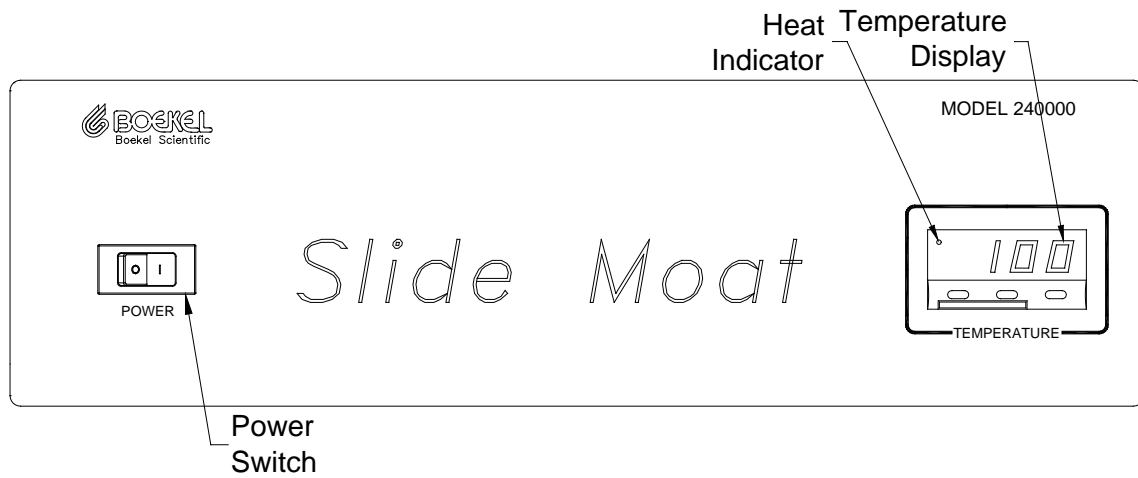 Heat
Indicator
Temperature
Display
BOEKEL
Boekel Scientific
MODEL 240000
Slide Moat
100
O I
POWER
TEMPERATURE
Power
Switch